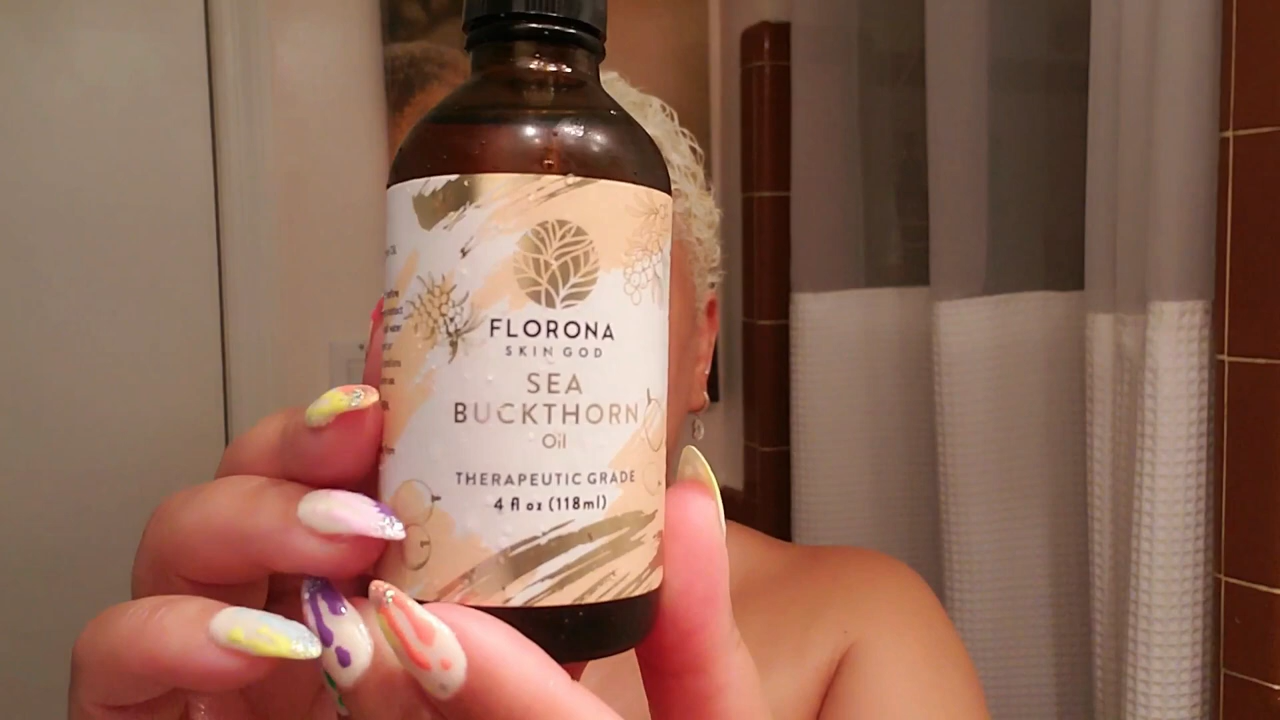 FLORONA
SKIN GOD
SEA
BUCKTHORN
Oil
THERAPEUTIC GRADE
4 fl oz (118ml)